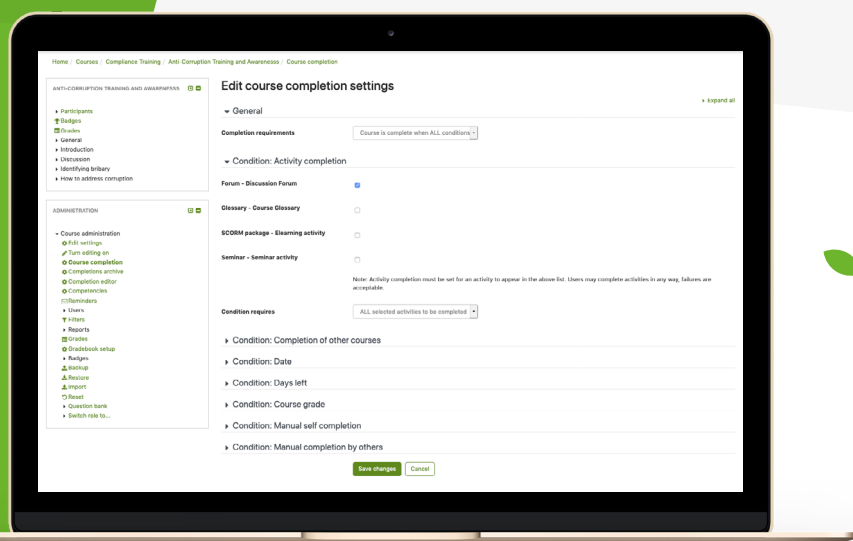 Home / Courses / Compliance Training / Anti-Corruption Training and Awareness / Course completion
ANTI-CORRUPTION TRAINING AND AWARENESS
Participants
Badges
Grades
General
Introduction
Discussion
Identifying bribary
How to address corruption
ADMINISTRATION
Course administration
Edit settings
Turn editing on
Course completion
Completions archive
Completion editor
Competencies
Reminders
Users
Filters
Reports
Grades
Gradebook setup
Badges
Backup
Restore
Import
Reset
Question bank
Switch role to...
Edit course completion settings
Expand all
General
Completion requirements
Course is complete when ALL conditions
Condition: Activity completion
Forum - Discussion Forum
Glossary - Course Glossary
SCORM package - Elearning activity
Seminar - Seminar activity
Note: Activity completion must be set for an activity to appear in the above list. Users may complete activities in any way, failures are
acceptable.
Condition requires
ALL selected activities to be completed
Condition: Completion of other courses
Condition: Date
Condition: Days left
Condition: Course grade
Condition: Manual self completion
Condition: Manual completion by others
Save changes
Cancel